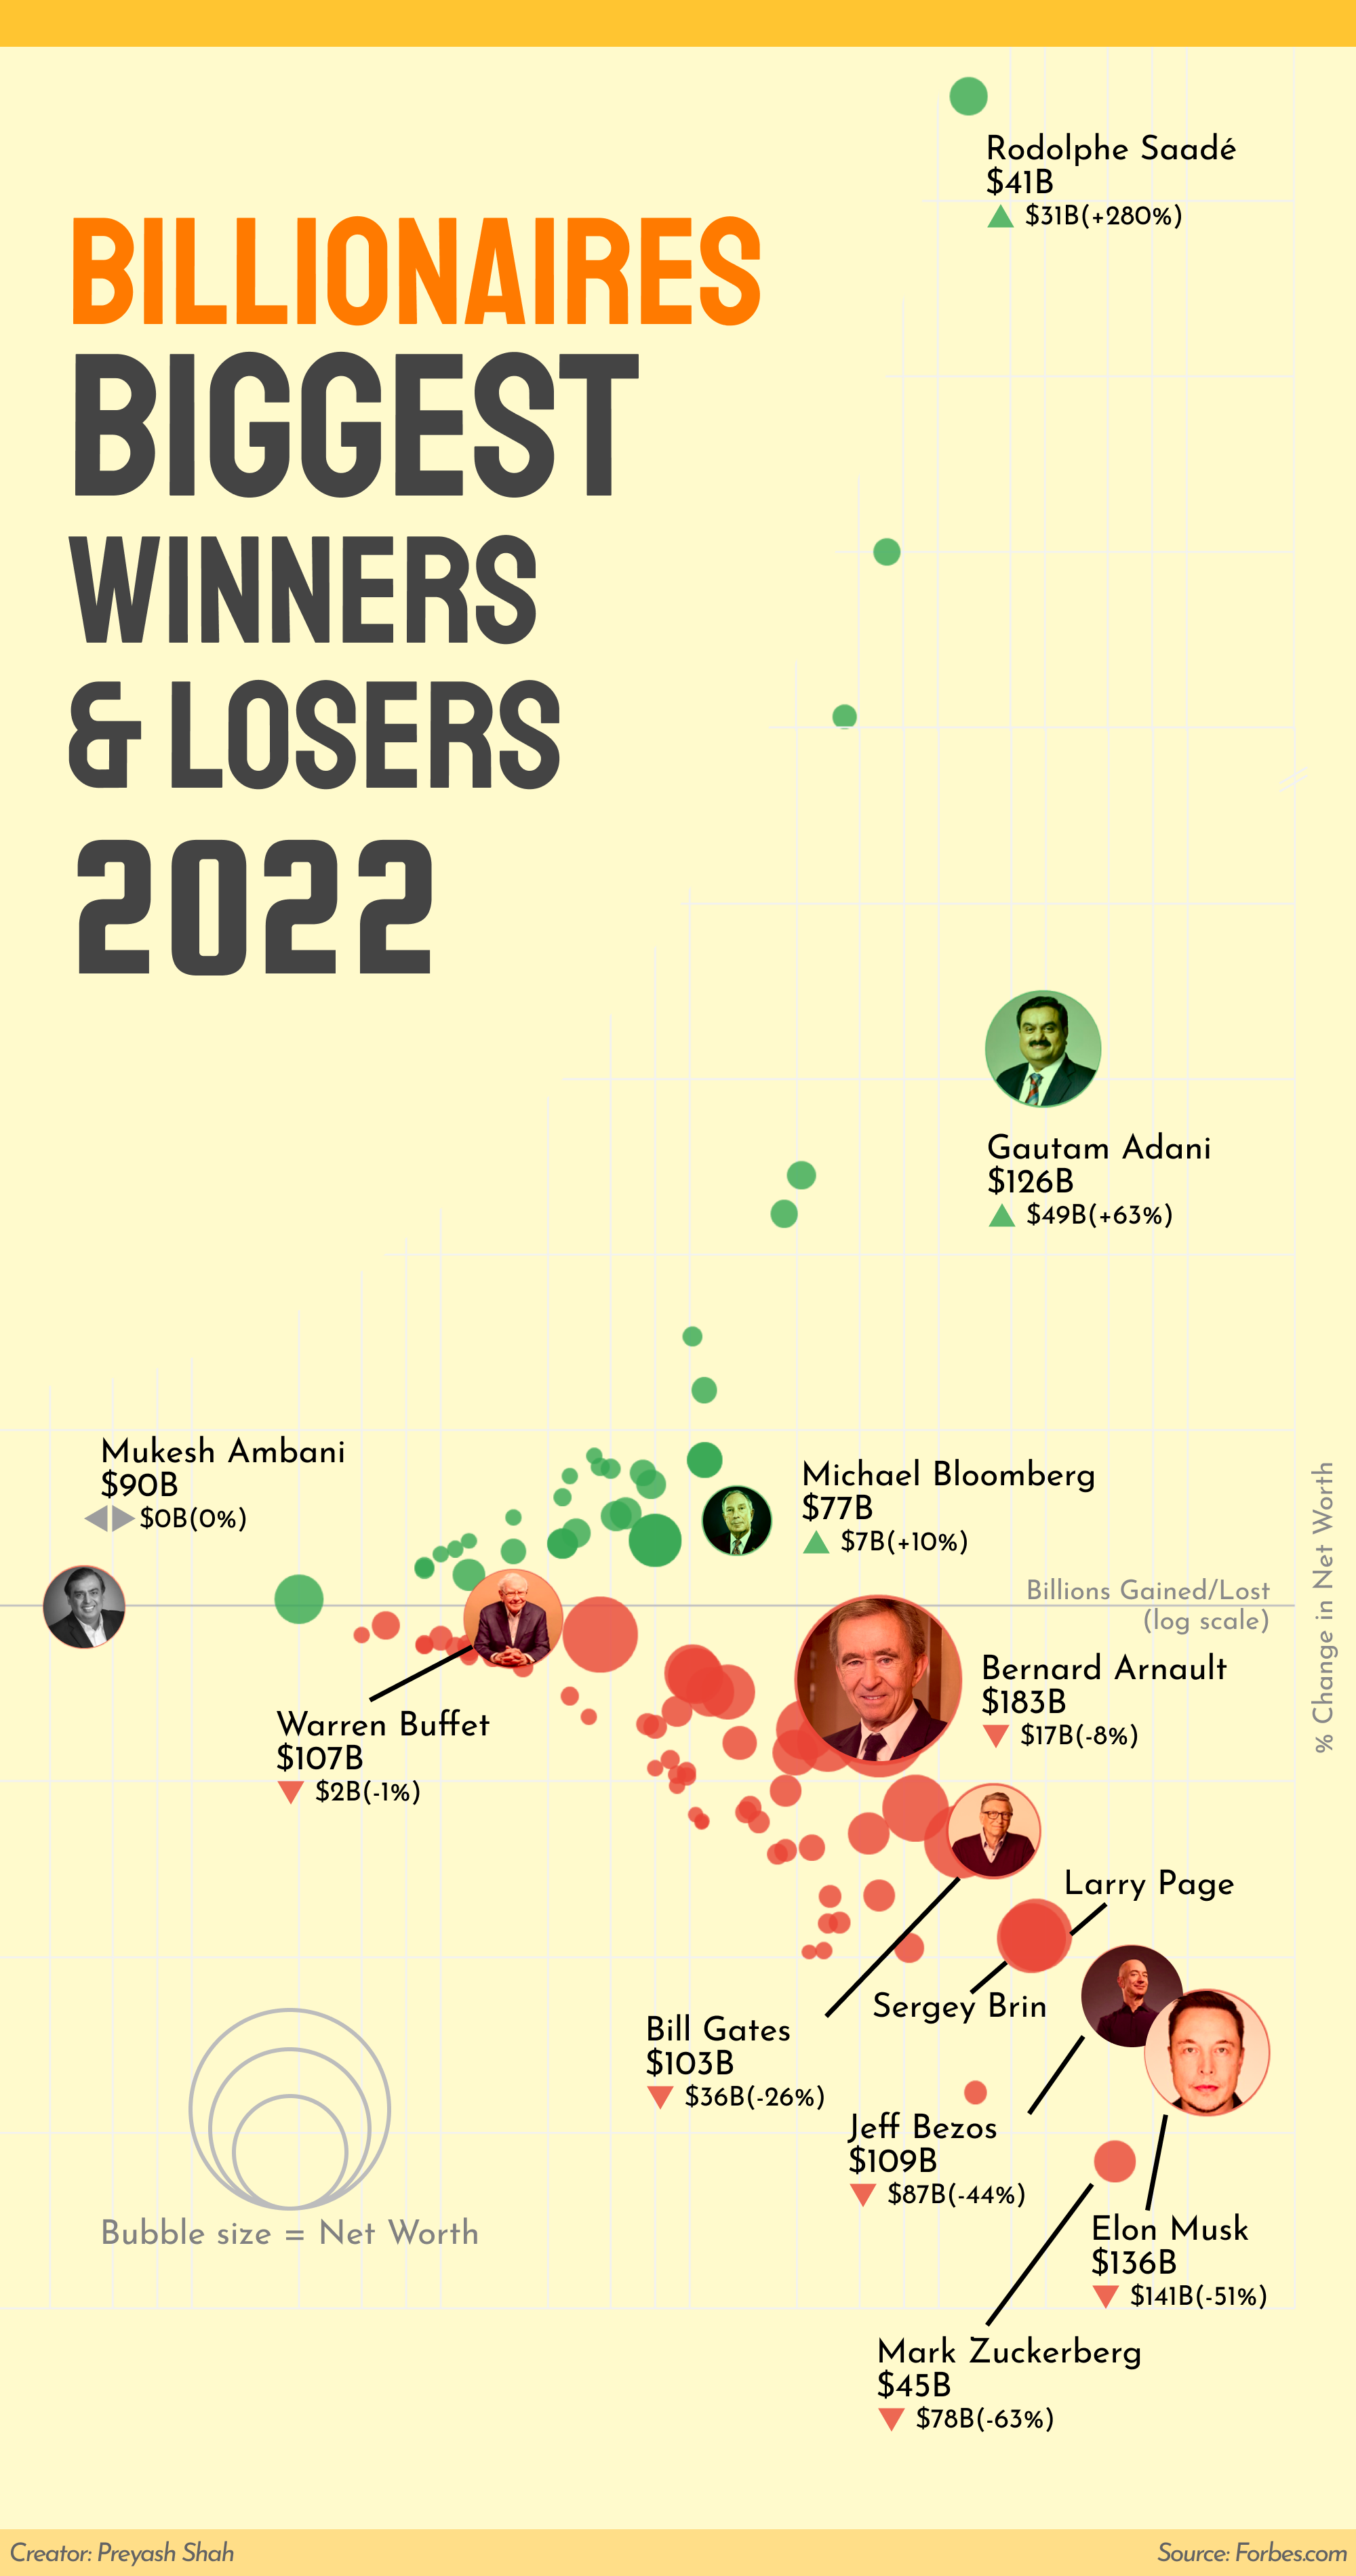 Rodolphe Saadé
$41B
$31B(+280%)
BILLIONAIRES
BIGGEST
WINNERS
& LOSERS
2022
Gautam Adani
$126B
$49B(+63%)
Mukesh Ambani
$90B
$0B(0%)
Michael Bloomberg
$77B
$7B(+10%)
Billions Gained/Lost
(log scale)
% Change in Net Worth
Bernard Arnault
$183B
$17B(-8%)
Warren Buffet
$107B
$2B(-1%)
Larry Page
Sergey Brin
Bill Gates
$103B
$36B(-26%)
Jeff Bezos
$109B
$87B(-44%)
Elon Musk
$136B
$141B(-51%)
Bubble size = Net Worth
Mark Zuckerberg
$45B
$78B(-63%)
Creator: Preyash Shah
Source: Forbes.com